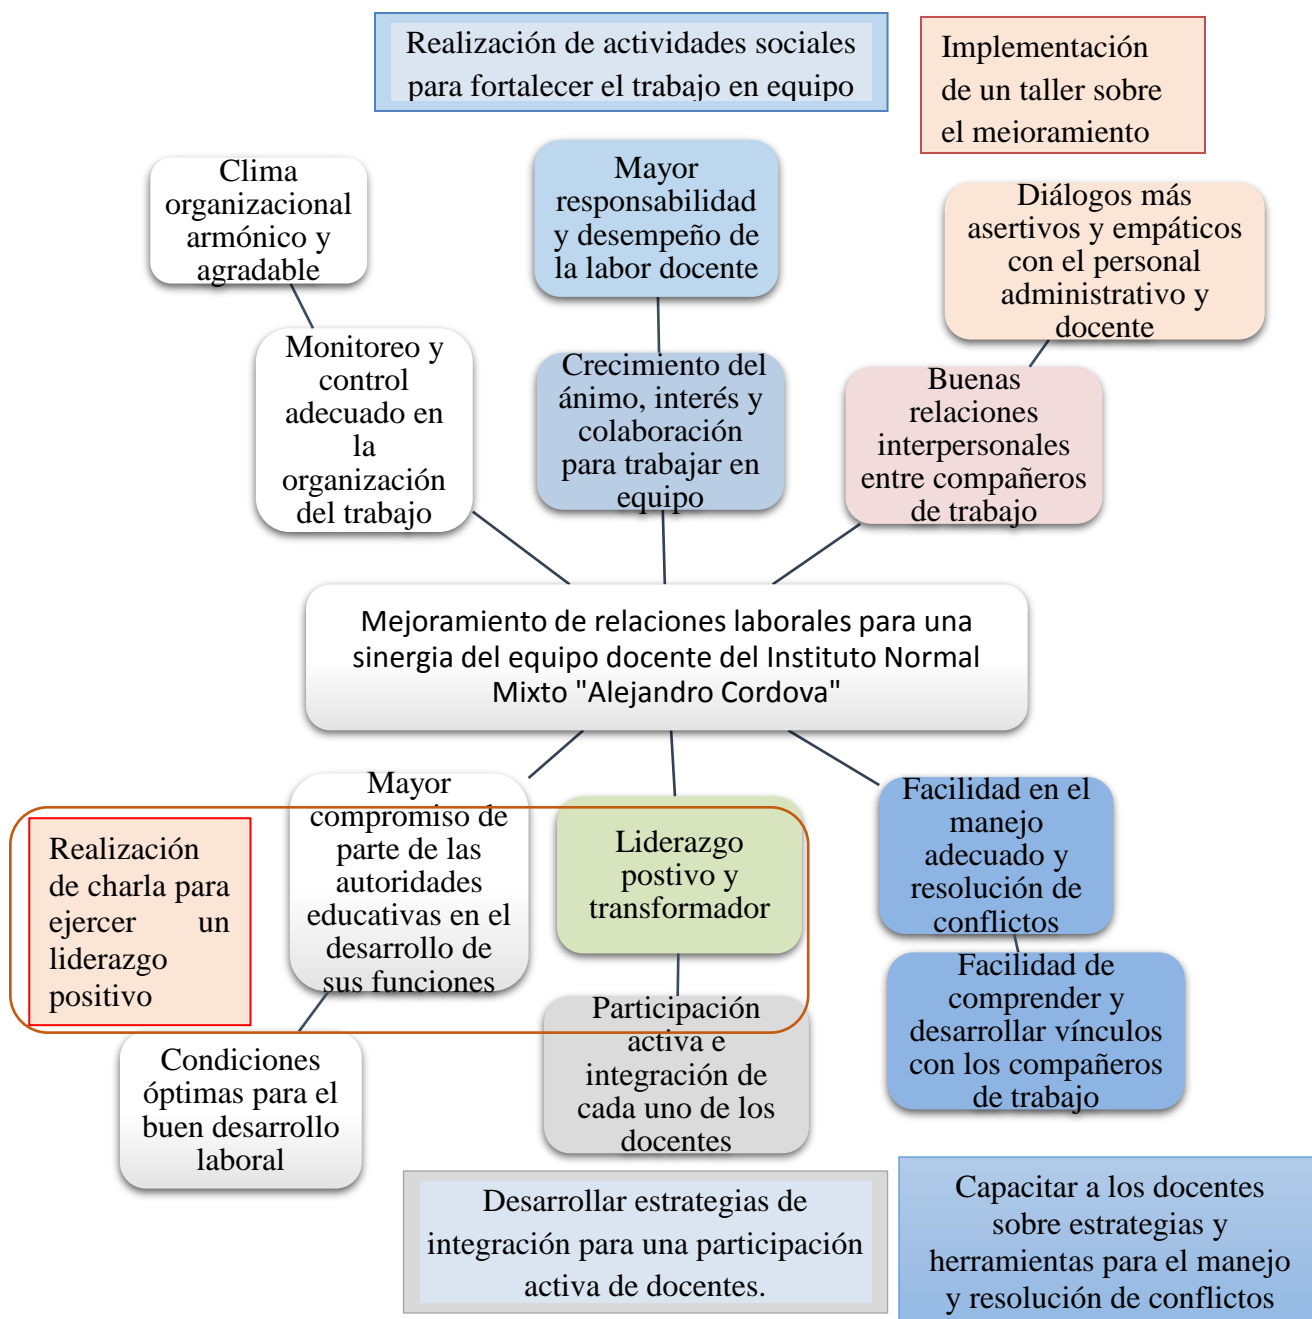 Realización de actividades sociales
para fortalecer el trabajo en equipo
Implementación
de un taller sobre
el mejoramiento
Clima
organizacional
armónico y
agradable
Mayor
responsabilidad
y desempeño de
la labor docente
Diálogos más
asertivos y empáticos
con el personal
administrativo y
docente
Monitoreo y
control
adecuado en
la
organización
del trabajo
Crecimiento del
ánimo, interés y
colaboración
para trabajar en
equipo
Buenas
relaciones
interpersonales
entre compañeros
de trabajo
Mejoramiento de relaciones laborales para una
sinergia del equipo docente del Instituto Normal
Mixto "Alejandro Cordova"
Realización
de charla para
ejercer un
liderazgo
positivo
Mayor
compromiso de
parte de las
autoridades
educativas en el
desarrollo de
sus funciones
Liderazgo
postivo y
transformador
Facilidad en el
manejo
adecuado y
resolución de
conflictos
Condiciones
óptimas para el
buen desarrollo
laboral
Participación
activa e
integración de
cada uno de los
docentes
Facilidad de
comprender y
desarrollar vínculos
con los compañeros
de trabajo
Desarrollar estrategias de
integración para una participación
activa de docentes.
Capacitar a los docentes
sobre estrategias y
herramientas para el manejo
y resolución de conflictos